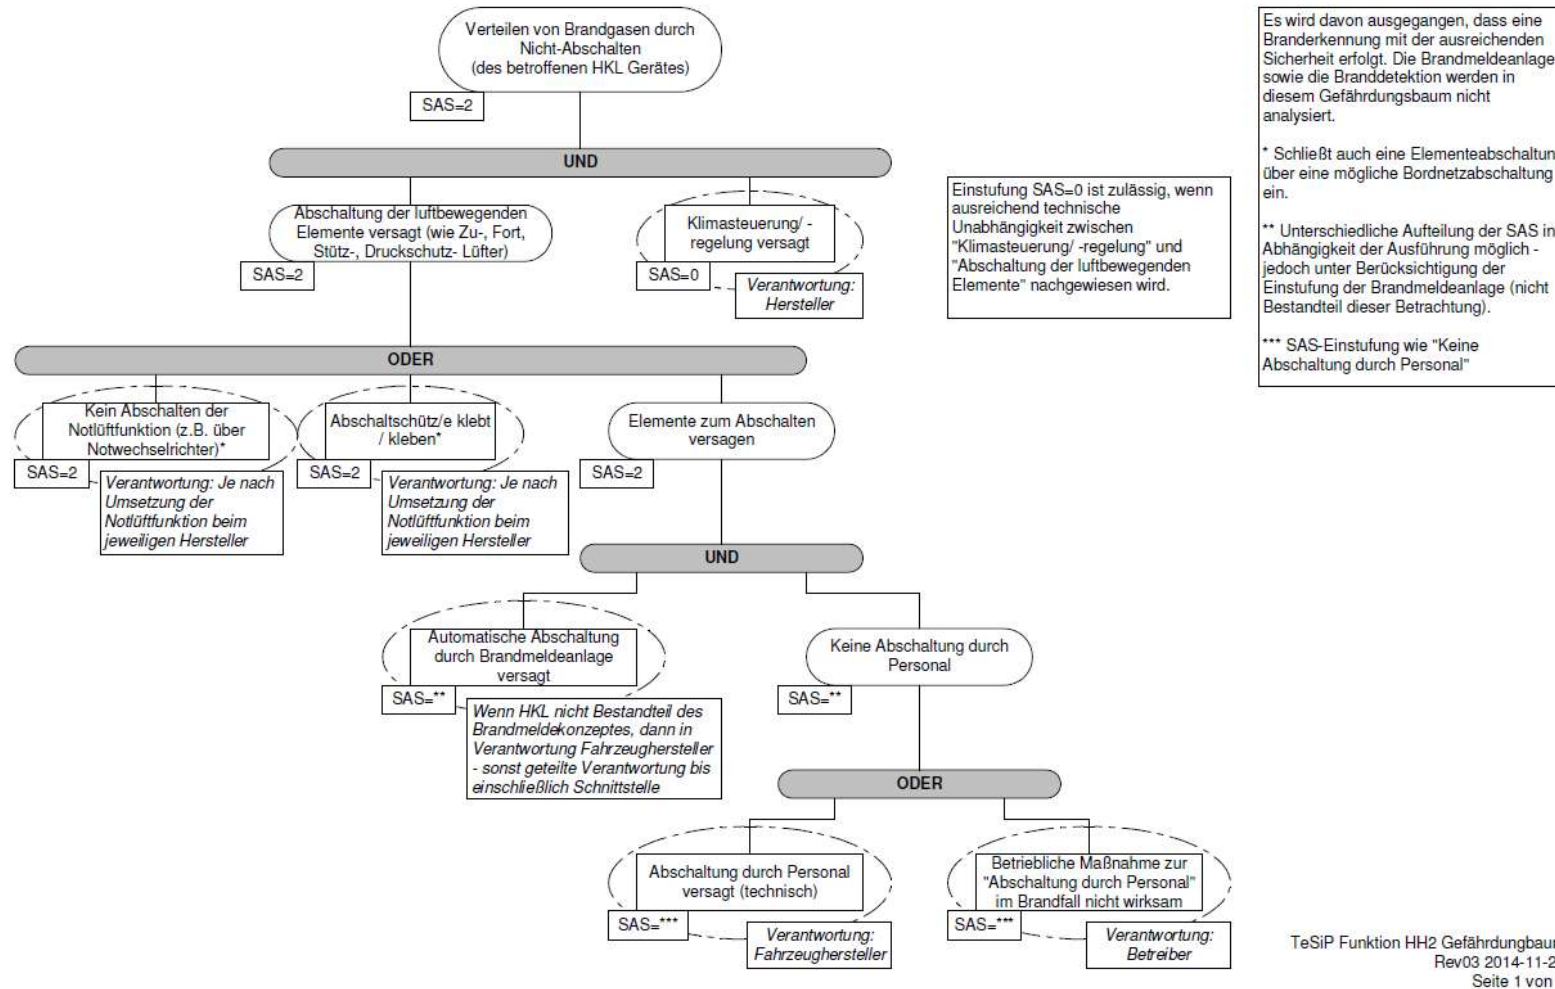 Verteilen von Brandgasen durch
Nicht-Abschalten
(des betroffenen HKL Gerätes)
SAS=2
Es wird davon ausgegangen, dass eine
Branderkennung mit der ausreichenden
Sicherheit erfolgt. Die Brandmeldeanlage
sowie die Branddetektion werden in
diesem Gefährdungsbaum nicht
analysiert.
* Schließt auch eine Elementeabschaltun
über eine mögliche Bordnetzabschaltung
ein.
** Unterschiedliche Aufteilung der SAS in
Abhängigkeit der Ausführung möglich -
jedoch unter Berücksichtigung der
Einstufung der Brandmeldeanlage (nicht
Bestandteil dieser Betrachtung).
*** SAS-Einstufung wie "Keine
Abschaltung durch Personal"
UND
Abschaltung der luftbewegenden
Elemente versagt (wie Zu-, Fort,
Stütz-, Druckschutz- Lüfter)
SAS=2
Klimasteuerung/ -
regelung versagt
SAS=0
Verantwortung:
Hersteller
Einstufung SAS=0 ist zulässig, wenn
ausreichend technische
Unabhängigkeit zwischen
"Klimasteuerung/ -regelung" und
"Abschaltung der luftbewegenden
Elemente" nachgewiesen wird.
ODER
Kein Abschalten der
Notlüftfunktion (z.B. über
Notwechselrichter)*
SAS=2
Verantwortung: Je nach
Umsetzung der
Notlüftfunktion beim
jeweiligen Hersteller
Abschaltschütz/e klebt
/ kleben*
SAS=2
Verantwortung: Je nach
Umsetzung der
Notlüftfunktion beim
jeweiligen Hersteller
Elemente zum Abschalten
versagen
SAS=2
UND
Automatische Abschaltung
durch Brandmeldeanlage
versagt
SAS=**
Wenn HKL nicht Bestandteil des
Brandmeldekonzeptes, dann in
Verantwortung Fahrzeughersteller
- sonst geteilte Verantwortung bis
einschließlich Schnittstelle
Keine Abschaltung durch
Personal
SAS=**
ODER
Abschaltung durch Personal
versagt (technisch)
SAS=***
Verantwortung:
Fahrzeughersteller
Betriebliche Maßnahme zur
"Abschaltung durch Personal"
im Brandfall nicht wirksam
SAS=***
Verantwortung:
Betreiber
TeSiP Funktion HH2 Gefährdungbau
Rev03 2014-11-2
Seite 1 von